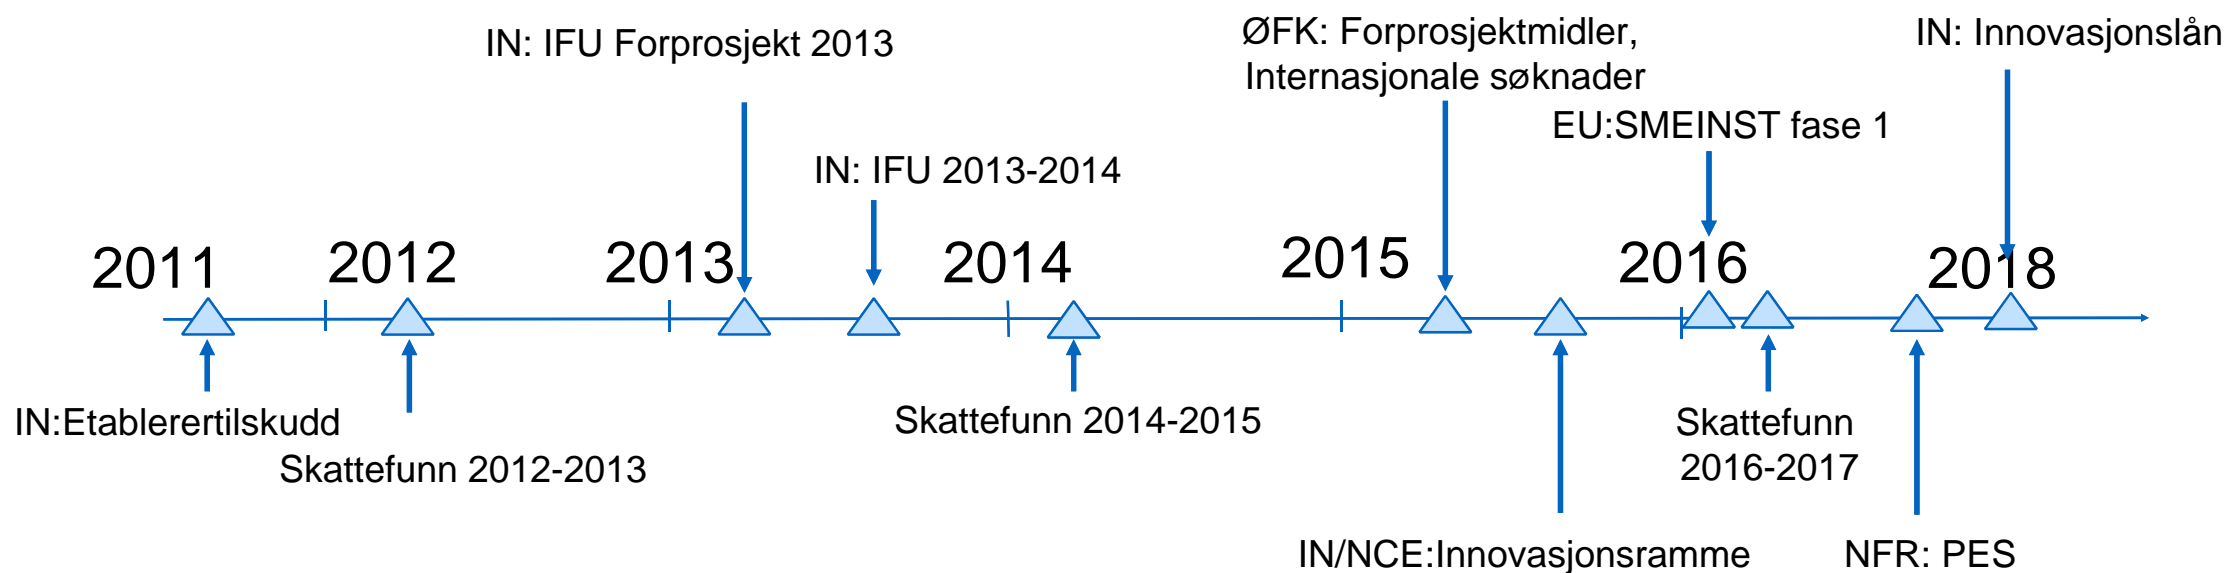 IN: IFU Forprosjekt 2013
ØFK: Forprosjektmidler,
Internasjonale søknader
IN: Innovasjonslån
EU:SMEINST fase 1
IN: IFU 2013-2014
2011
2012
2013
2014
2015
2016
2018
IN:Etablerertilskudd
Skattefunn 2012-2013
Skattefunn 2014-2015
Skattefunn
2016-2017
IN/NCE:Innovasjonsramme
NFR: PES